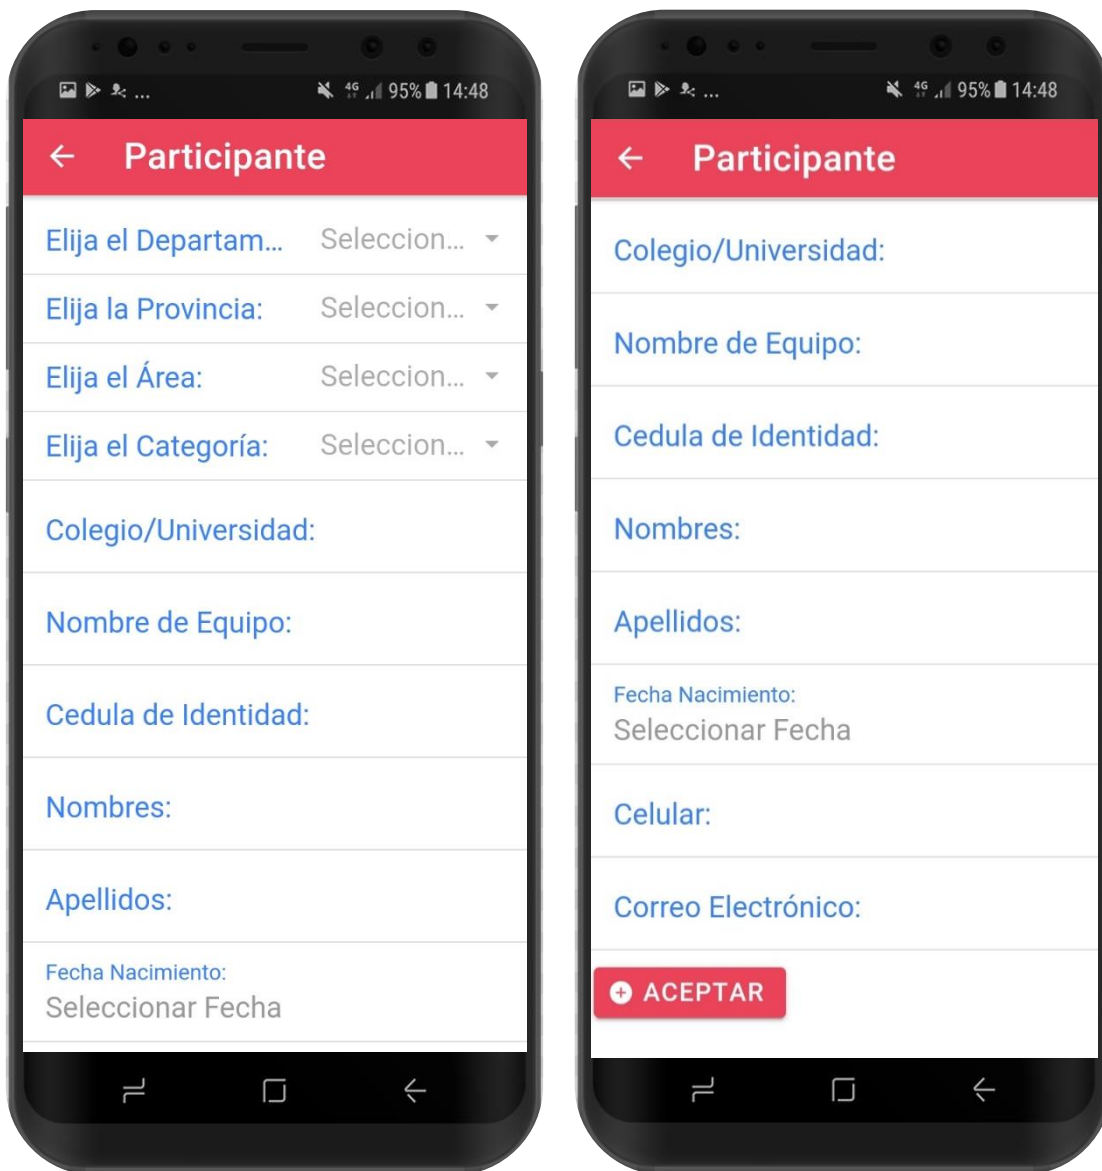 ... 4G 95% 14:48
Participante
Elija el Departam... Seleccion...
Elija la Provincia: Seleccion...
Elija el Área: Seleccion...
Elija el Categoría: Seleccion...
Colegio/Universidad:
Nombre de Equipo:
Cedula de Identidad:
Nombres:
Apellidos:
Fecha Nacimiento:
Seleccionar Fecha
... 4G 95% 14:48
Participante
Colegio/Universidad:
Nombre de Equipo:
Cedula de Identidad:
Nombres:
Apellidos:
Fecha Nacimiento:
Seleccionar Fecha
Celular:
Correo Electrónico:
ACEPTAR